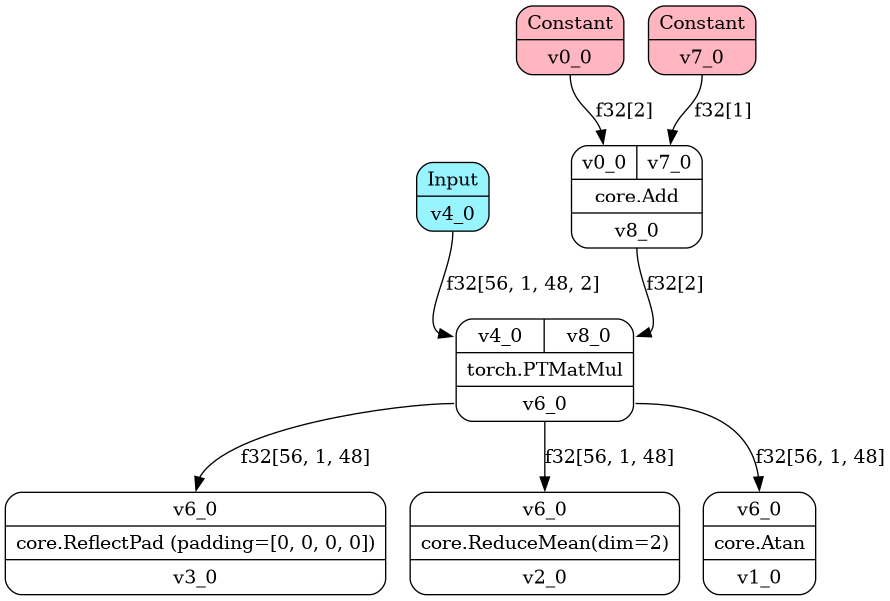 Constant
v0_0
Constant
v7_0
f32[2]
f32[1]
v0_0
v7_0
core.Add
v8_0
Input
v4_0
f32[56, 1, 48, 2]
f32[2]
v4_0
v8_0
torch.PTMatMul
v6_0
f32[56, 1, 48]
f32[56, 1, 48]
f32[56, 1, 48]
v6_0
core.ReflectPad (padding=[0, 0, 0, 0])
v3_0
v6_0
core.ReduceMean(dim=2)
v2_0
v6_0
core.Atan
v1_0